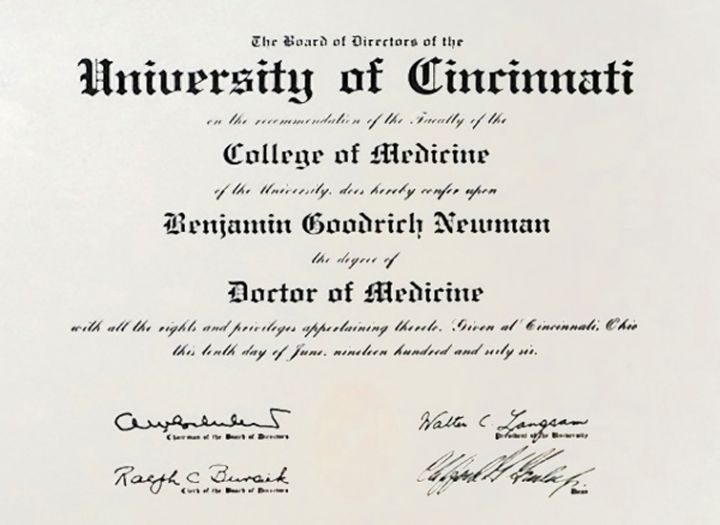 The Board of Directors of the
University of Cincinnati
on the recommendation of the Faculty of the
College of Medicine
of the University, does hereby confer upon
Benjamin Goodrich Newman
the degree of
Doctor of Medicine
with all the rights and privileges appertaining thereto. Given at Cincinnati, Ohio
this tenth day of June, nineteen hundred and sixty six.
Walter C. Langsam
Chairman of the Board of Directors
President of the University
Ralph C Bursiek
Clerk of the Board of Directors
Dean